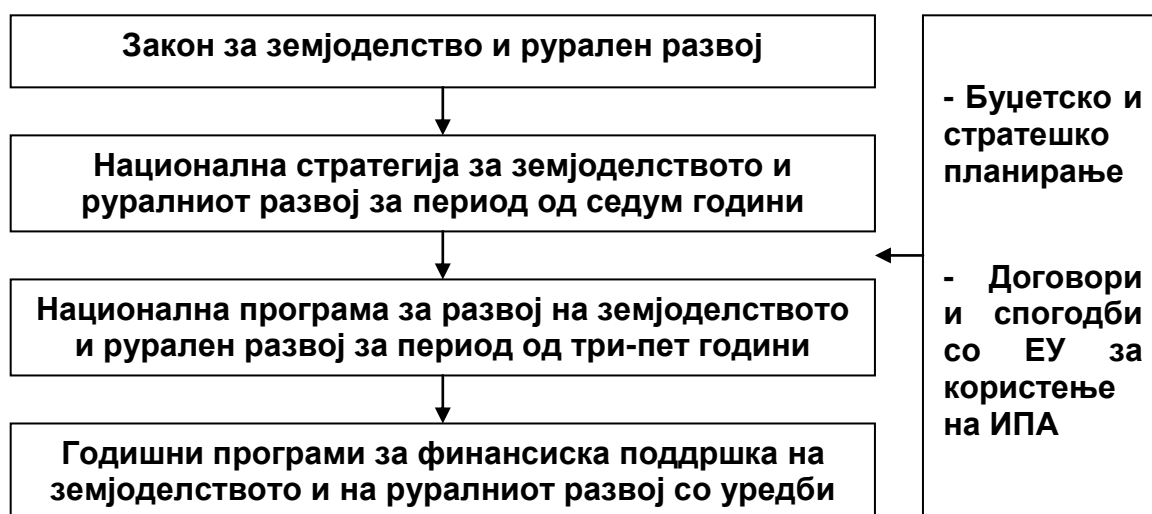 Закон за земјоделство и рурален развој
Национална стратегија за земјоделството и
руралниот развој за период од седум години
Национална програма за развој на земјоделството
и рурален развој за период од три-пет години
Годишни програми за финансиска поддршка на
земјоделството и на руралниот развој со уредби
- Буџетско и
стратешко
планирање
- Договори
и спогодби
со ЕУ за
користење
на ИПА